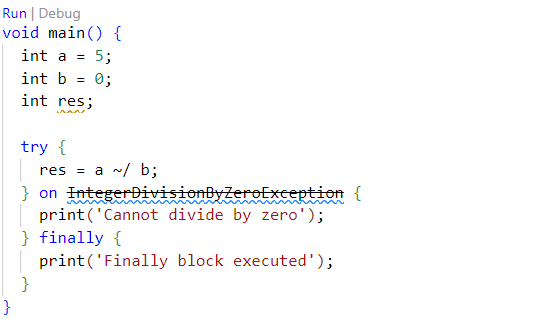 Run | Debug
void main() {
  int a = 5;
  int b = 0;
  int res;

  try {
    res = a ~/ b;
  } on IntegerDivisionByZeroException {
    print('Cannot divide by zero');
  } finally {
    print('Finally block executed');
  }
}